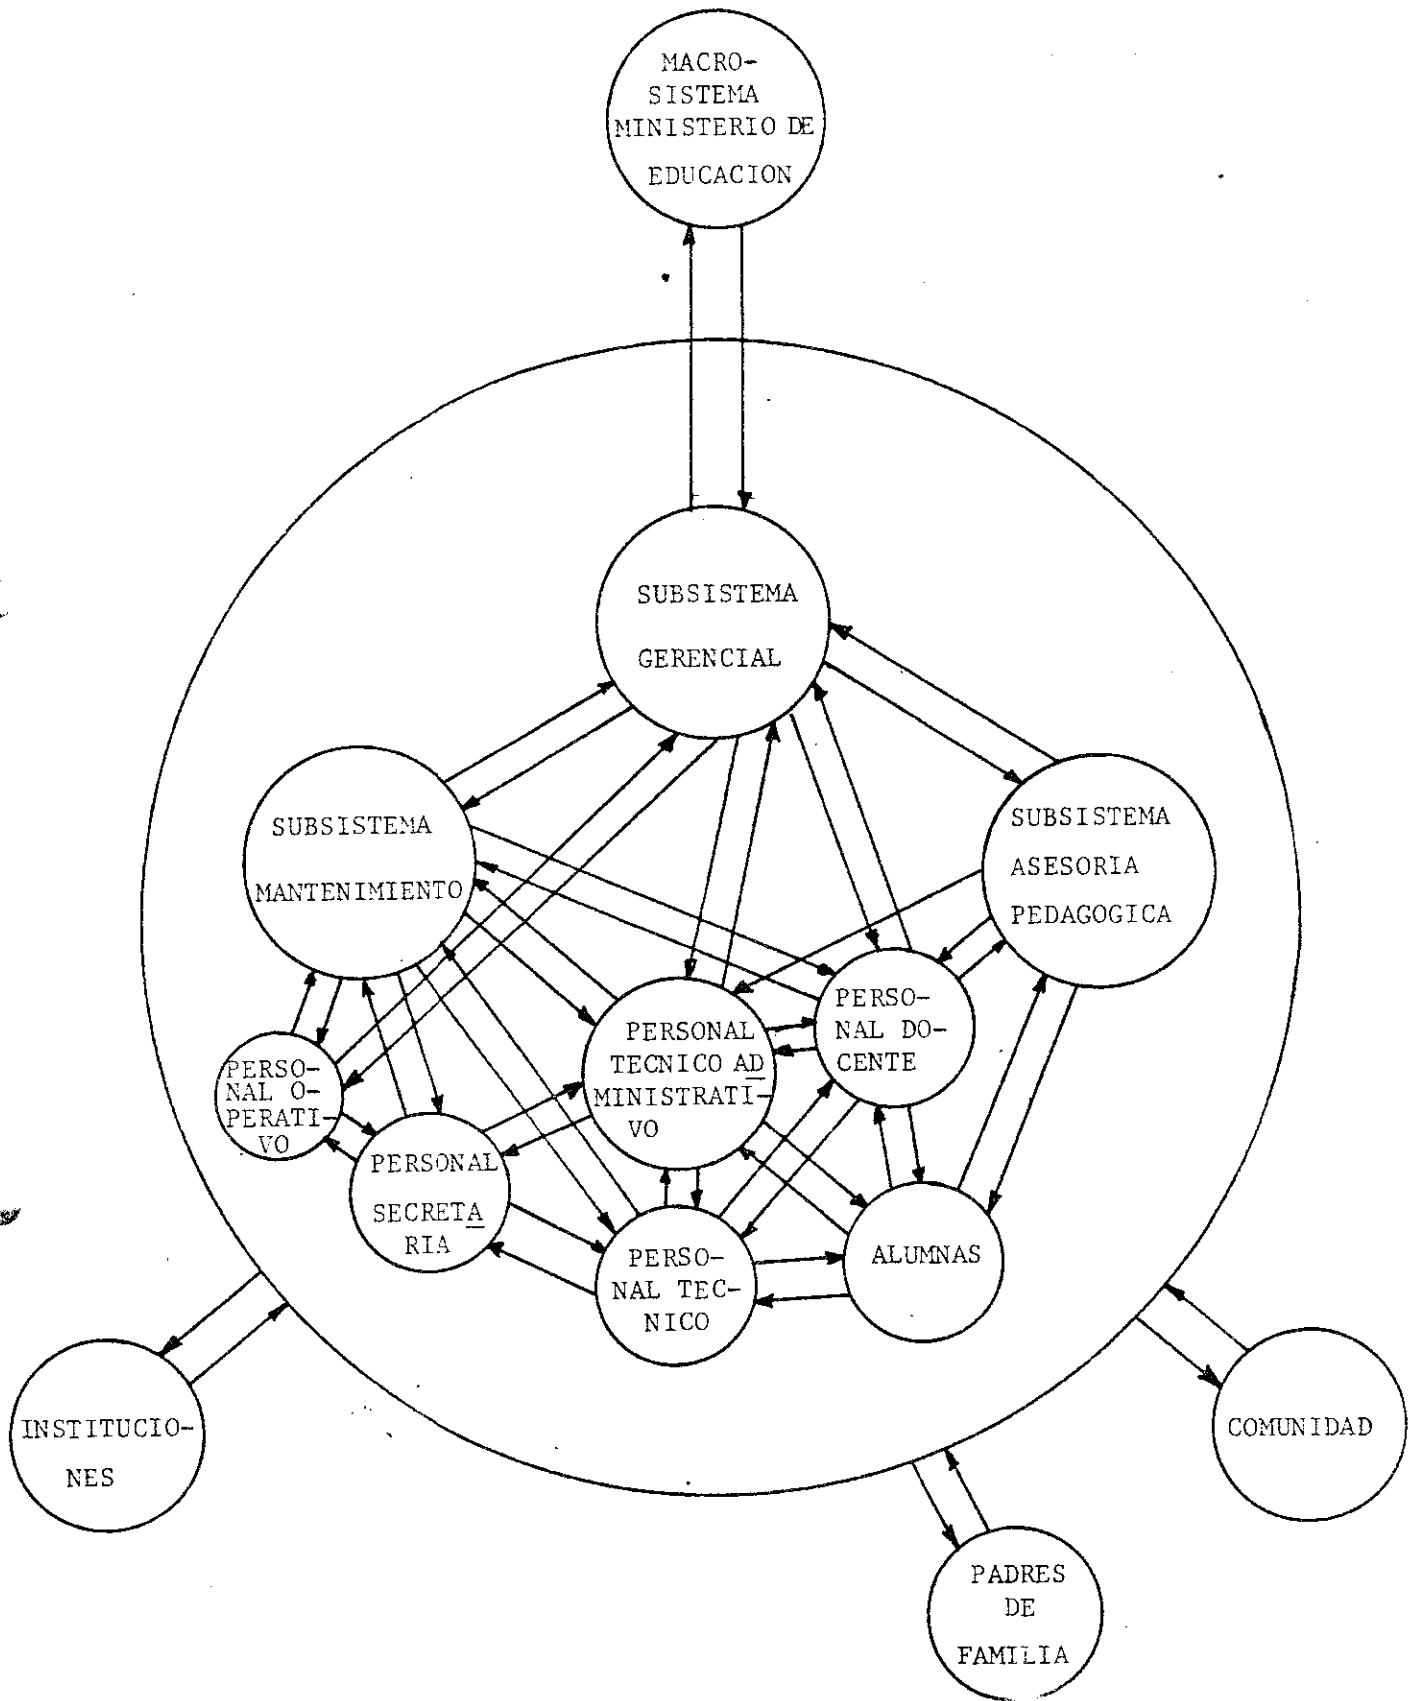 MACRO-
SISTEMA
MINISTERIO DE
EDUCACION
SUBSISTEMA
GERENCIAL
SUBSISTEMA
MANTENIMIENTO
SUBSISTEMA
ASESORIA
PEDAGOGICA
PERSO-
NAL DO-
CENTE
PERSONAL
TECNICO AD
MINISTRATI-
VO
PERSO-
NAL O-
PERATI-
VO
PERSONAL
SECRETA
RIA
PERSO-
NAL TEC-
NICO
ALUMNAS
INSTITUCIO-
NES
COMUNIDAD
PADRES
DE
FAMILIA